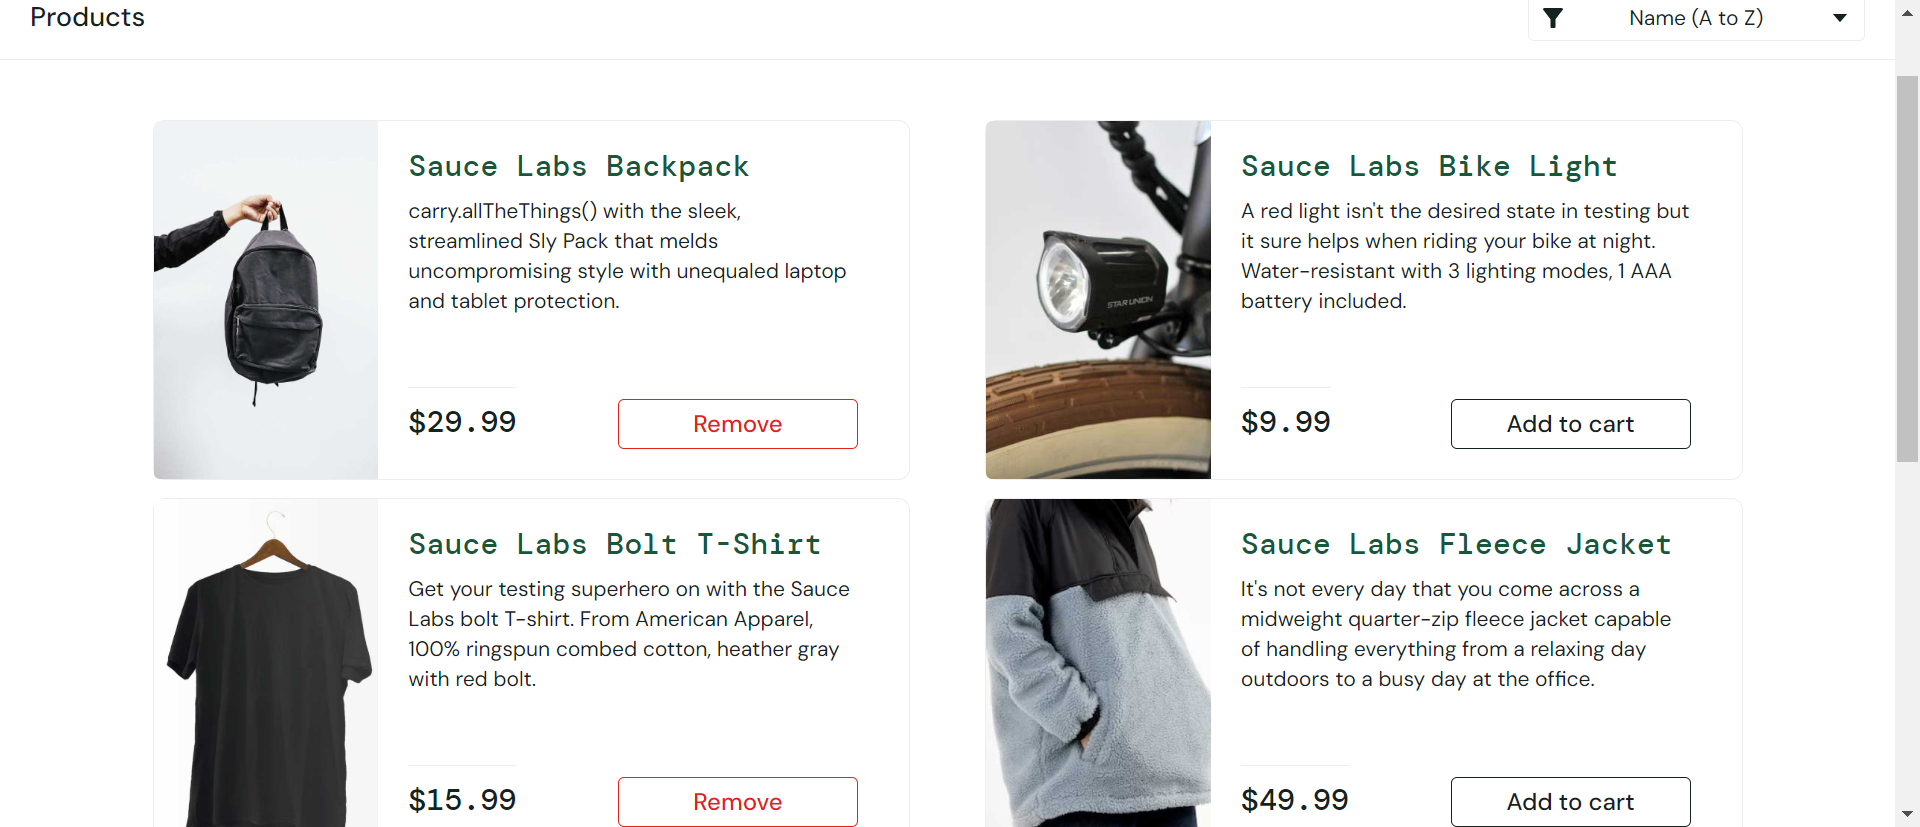 Products
Name (A to Z)
Sauce Labs Backpack
carry.allTheThings() with the sleek,
streamlined Sly Pack that melds
uncompromising style with unequaled laptop
and tablet protection.
$29.99
Remove
Sauce Labs Bike Light
A red light isn't the desired state in testing but
it sure helps when riding your bike at night.
Water-resistant with 3 lighting modes, 1 AAA
battery included.
STAR UNION
$9.99
Add to cart
Sauce Labs Bolt T-Shirt
Get your testing superhero on with the Sauce
Labs bolt T-shirt. From American Apparel,
100% ringspun combed cotton, heather gray
with red bolt.
$15.99
Remove
Sauce Labs Fleece Jacket
It's not every day that you come across a
midweight quarter-zip fleece jacket capable
of handling everything from a relaxing day
outdoors to a busy day at the office.
$49.99
Add to cart